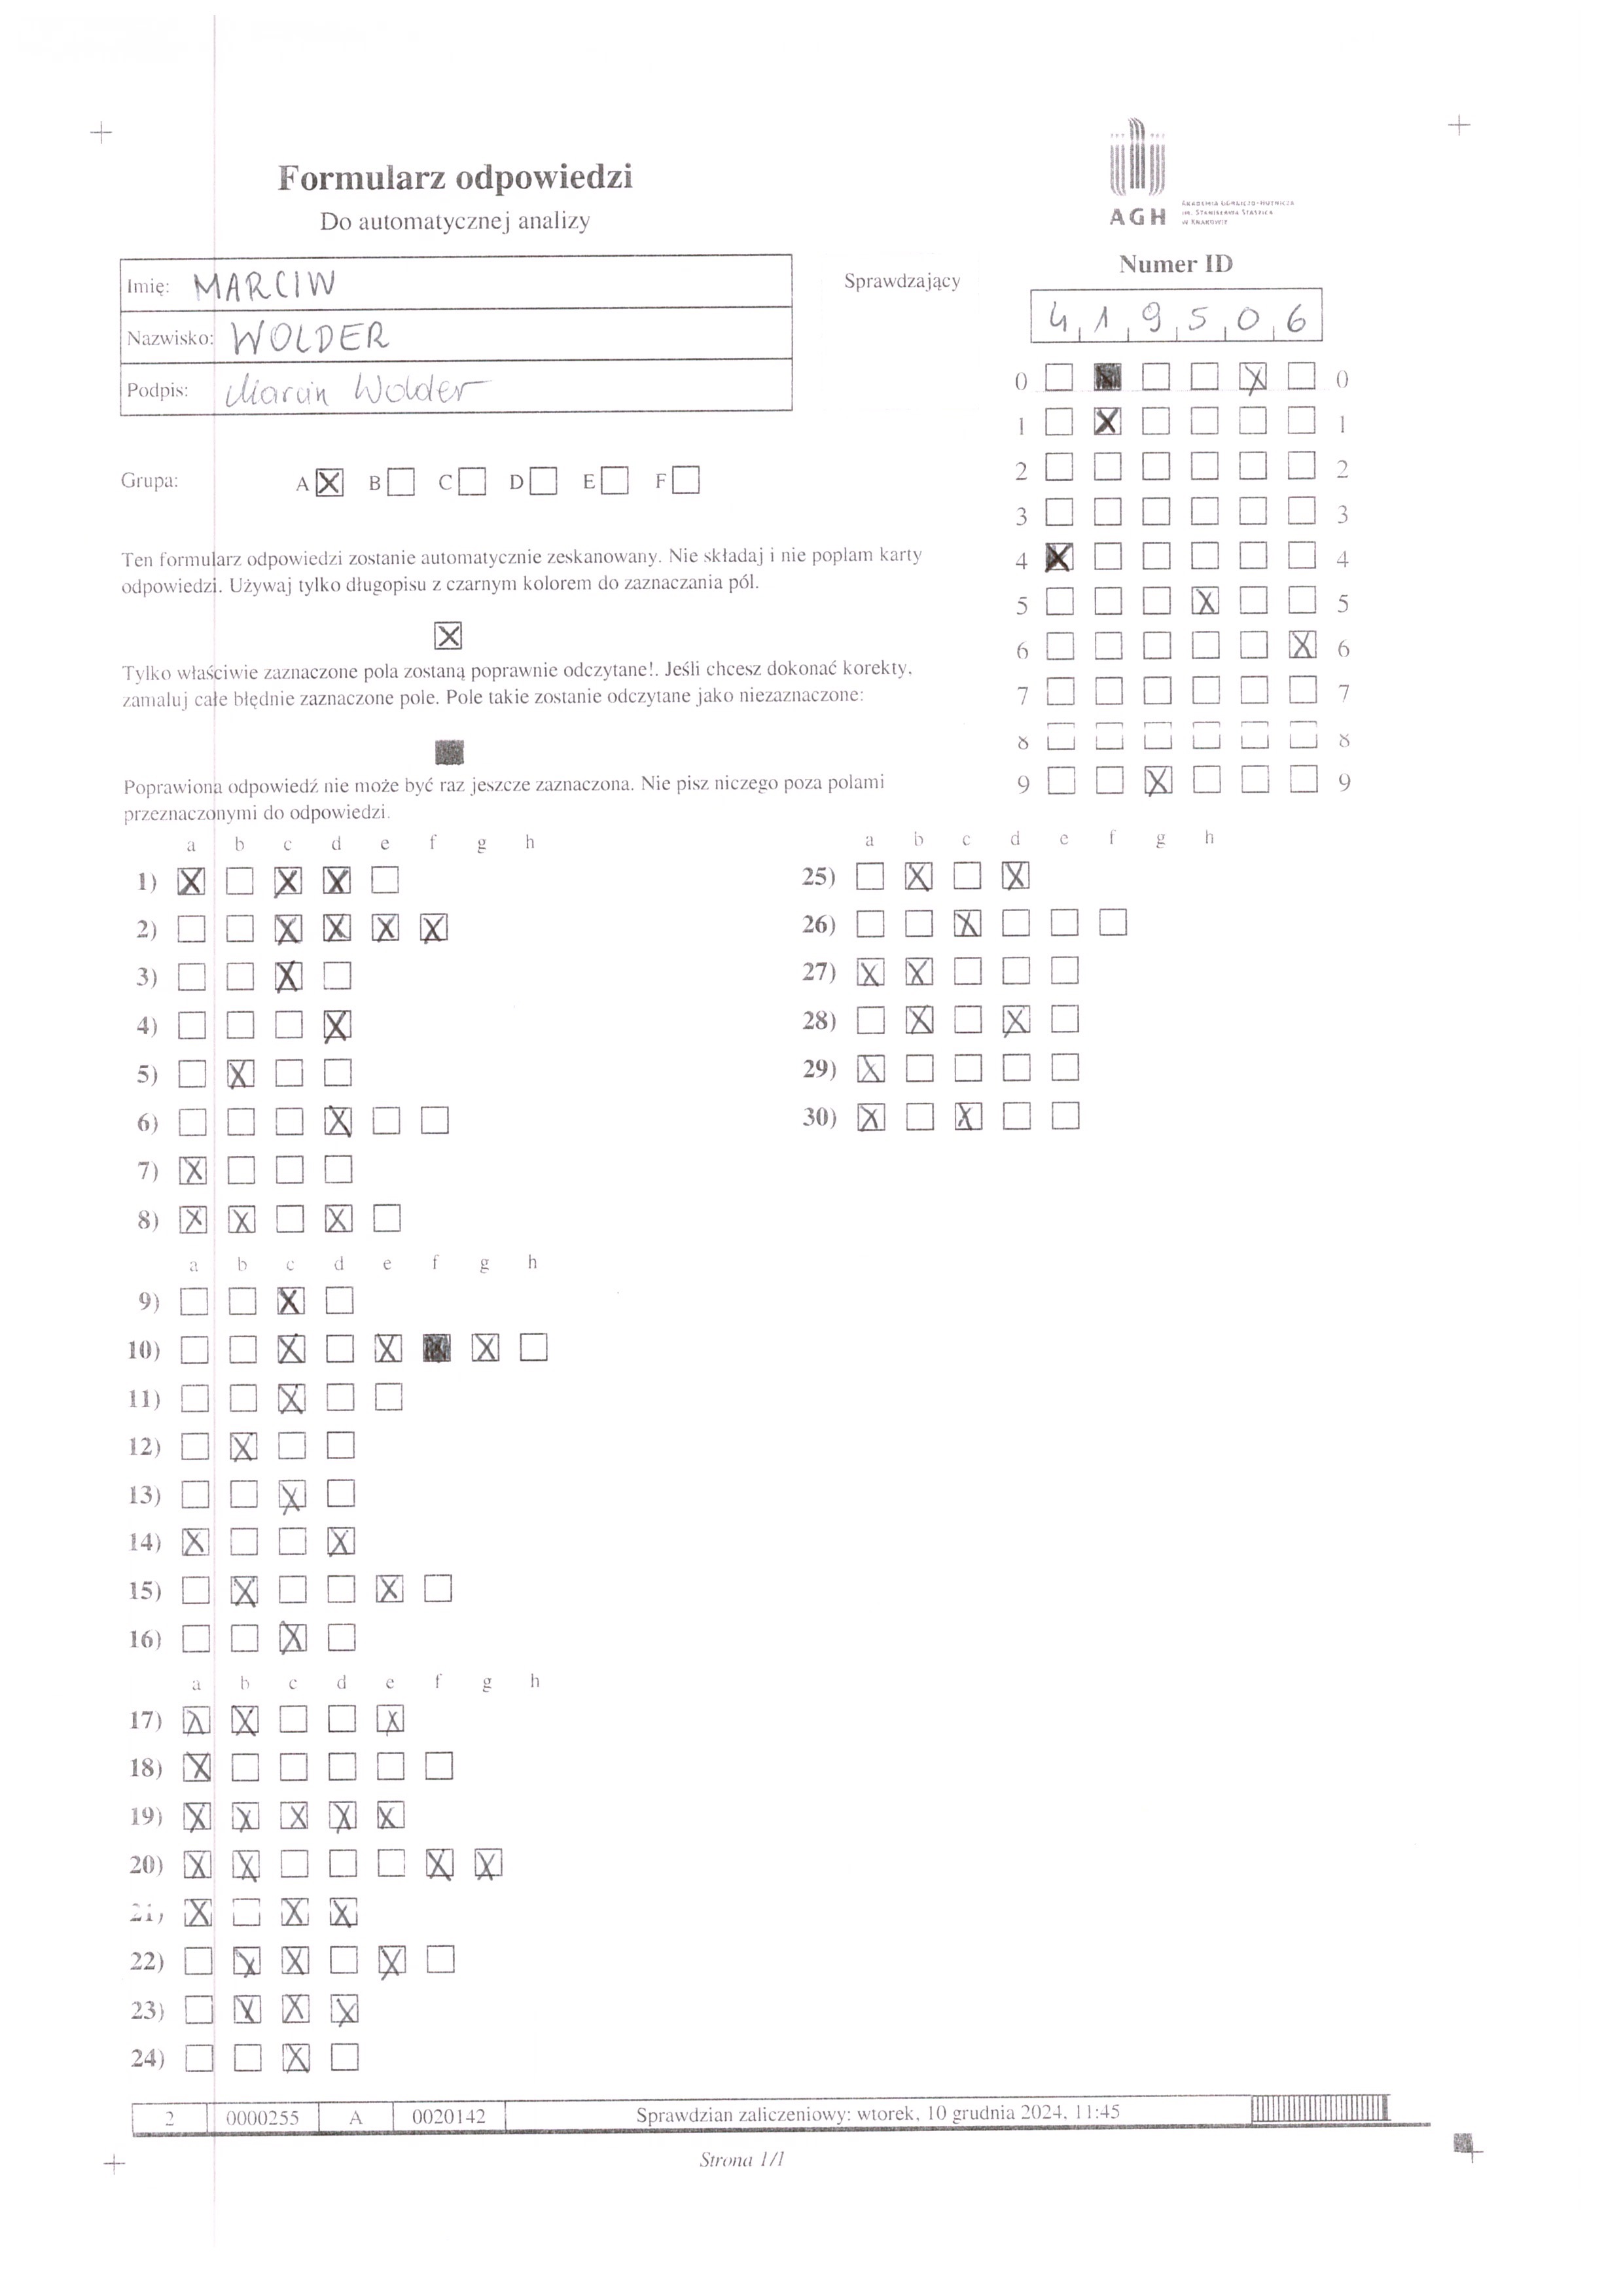 Formularz odpowiedzi
Do automatycznej analizy
AGH
AKADEMIA GÓRNICZO-HUTNICZA
IM. STANISŁAWA STASZICA
W KRAKOWIE
Imię: MARCIN
Nazwisko: WOLDER
Podpis: Marcin Wolder
Sprawdzający
Numer ID
4 1 9 5 0 6
0 0
1 1
2 2
3 3
4 4
5 5
6 6
7 7
8 8
9 9
Grupa: A B C D E F
Ten formularz odpowiedzi zostanie automatycznie zeskanowany. Nie składaj i nie poplam karty
odpowiedzi. Używaj tylko długopisu z czarnym kolorem do zaznaczania pól.
Tylko właściwie zaznaczone pola zostaną poprawnie odczytane!. Jeśli chcesz dokonać korekty,
zamaluj całe błędnie zaznaczone pole. Pole takie zostanie odczytane jako niezaznaczone:
Poprawiona odpowiedź nie może być raz jeszcze zaznaczona. Nie pisz niczego poza polami
przeznaczonymi do odpowiedzi.
a b c d e f g h
1)
2)
3)
4)
5)
6)
7)
8)
a b c d e f g h
9)
10)
11)
12)
13)
14)
15)
16)
a b c d e f g h
17)
18)
19)
20)
21)
22)
23)
24)
a b c d e f g h
25)
26)
27)
28)
29)
30)
2 0000255 A 0020142 Sprawdzian zaliczeniowy: wtorek, 10 grudnia 2024, 11:45
Strona 1/1